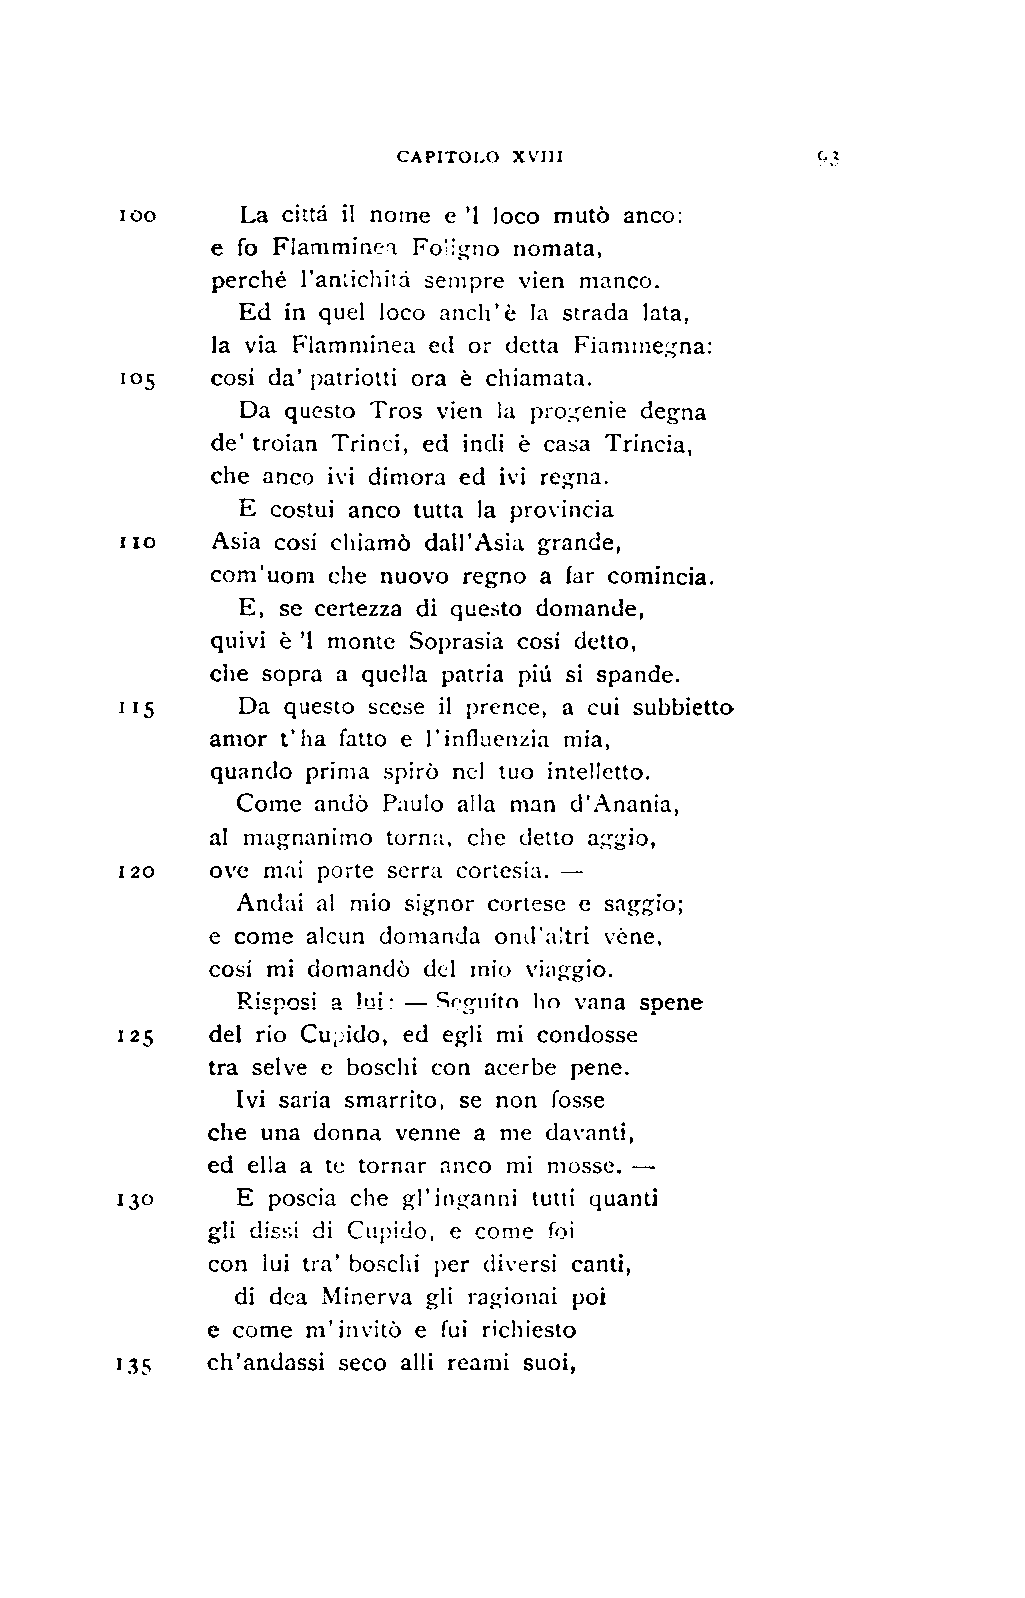 CAPITOLO XVIII 93
100 La cittá il nome e 'l loco mutò anco:
e fo Flamminea Foligno nomata,
perché l'antichitá sempre vien manco.
Ed in quel loco anch'è la strada lata,
la via Flamminea ed or detta Fiammegna:
105 cosí da' patriotti ora è chiamata.
Da questo Tros vien la progenie degna
de' troian Trinci, ed indi è casa Trincia,
che anco ivi dimora ed ivi regna.
E costui anco tutta la provincia
110 Asia cosí chiamò dall'Asia grande,
com'uom che nuovo regno a far comincia.
E, se certezza di questo domande,
quivi è 'l monte Soprasia cosí detto,
che sopra a quella patria piú si spande.
115 Da questo scese il prence, a cui subbietto
amor t'ha fatto e l'influenzia mia,
quando prima spirò nel tuo intelletto.
Come andò Paulo alla man d'Anania,
al magnanimo torna, che detto aggio,
120 ove mai porte serra cortesia. —
Andai al mio signor cortese e saggio;
e come alcun domanda ond'altri vène,
cosí mi domandò del mio viaggio.
Risposi a lui: — Seguíto ho vana spene
125 del rio Cupido, ed egli mi condosse
tra selve e boschi con acerbe pene.
Ivi saria smarrito, se non fosse
che una donna venne a me davanti,
ed ella a te tornar anco mi mosse. —
130 E poscia che gl'inganni tutti quanti
gli dissi di Cupido, e come foi
con lui tra' boschi per diversi canti,
di dea Minerva gli ragionai poi
e come m'invitò e fui richiesto
135 ch'andassi seco alli reami suoi,